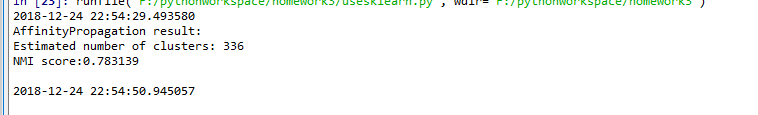 In [23]: runfile('F:/pythonworkspace/homework3/usesklearn.py', wdir='F:/pythonworkspace/homework3')
2018-12-24 22:54:29.493580
AffinityPropagation result:
Estimated number of clusters: 336
NMI score:0.783139
2018-12-24 22:54:50.945057